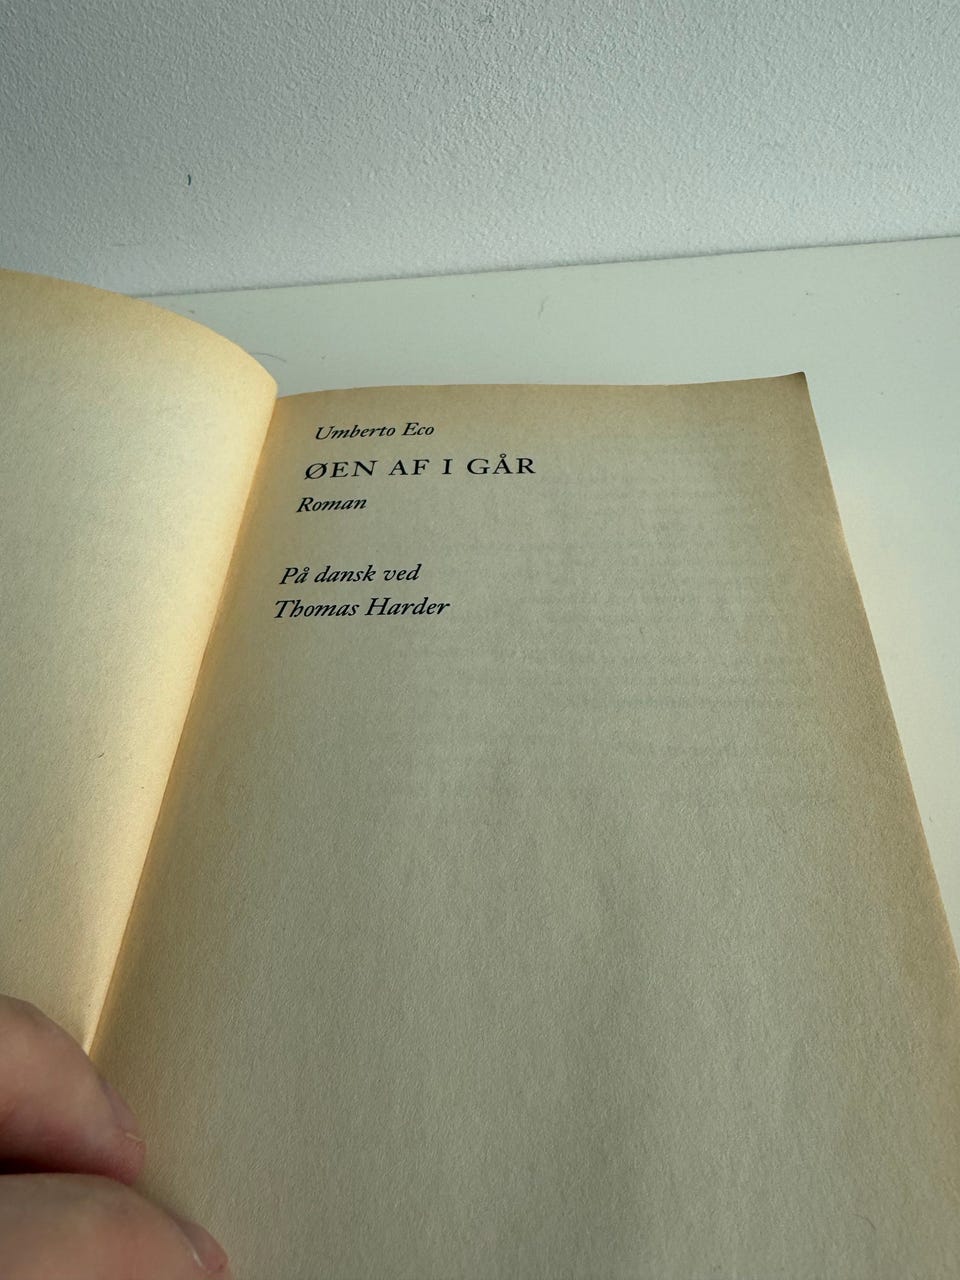 Umberto Eco
ØEN AF I GÅR
Roman
På dansk ved
Thomas Harder